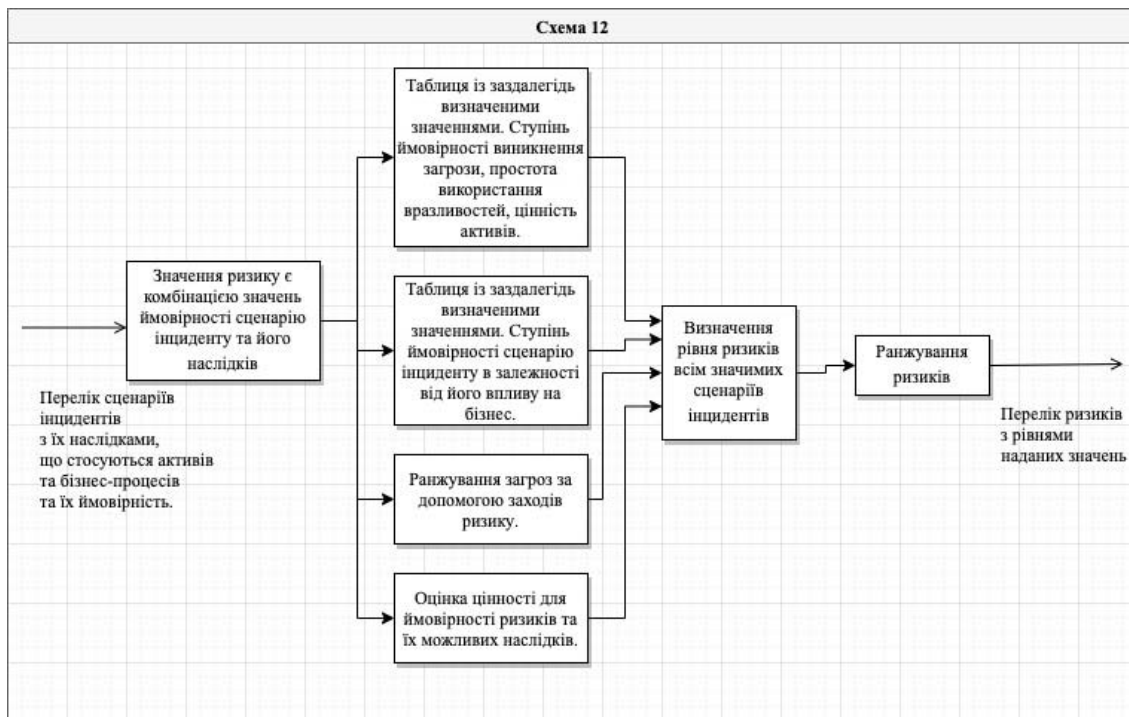 Схема 12
Таблиця із заздалегідь
визначеними
значеннями. Ступінь
ймовірності виникнення
загрози, простота
використання
вразливостей, цінність
активів.
Значення ризику є
комбінацією значень
ймовірності сценарію
інциденту та його
наслідків
Перелік сценаріїв
інцидентів
з їх наслідками,
що стосуються активів
та бізнес-процесів
та їх ймовірність.
Таблиця із заздалегідь
визначеними
значеннями. Ступінь
ймовірності сценарію
інциденту в залежності
від його впливу на
бізнес.
Ранжування загроз за
допомогою заходів
ризику.
Оцінка цінності для
ймовірності ризиків та
їх можливих наслідків.
Визначення
рівня ризиків
всім значимих
сценаріїв
інцидентів
Ранжування
ризиків
Перелік ризиків
з рівнями
наданих значень